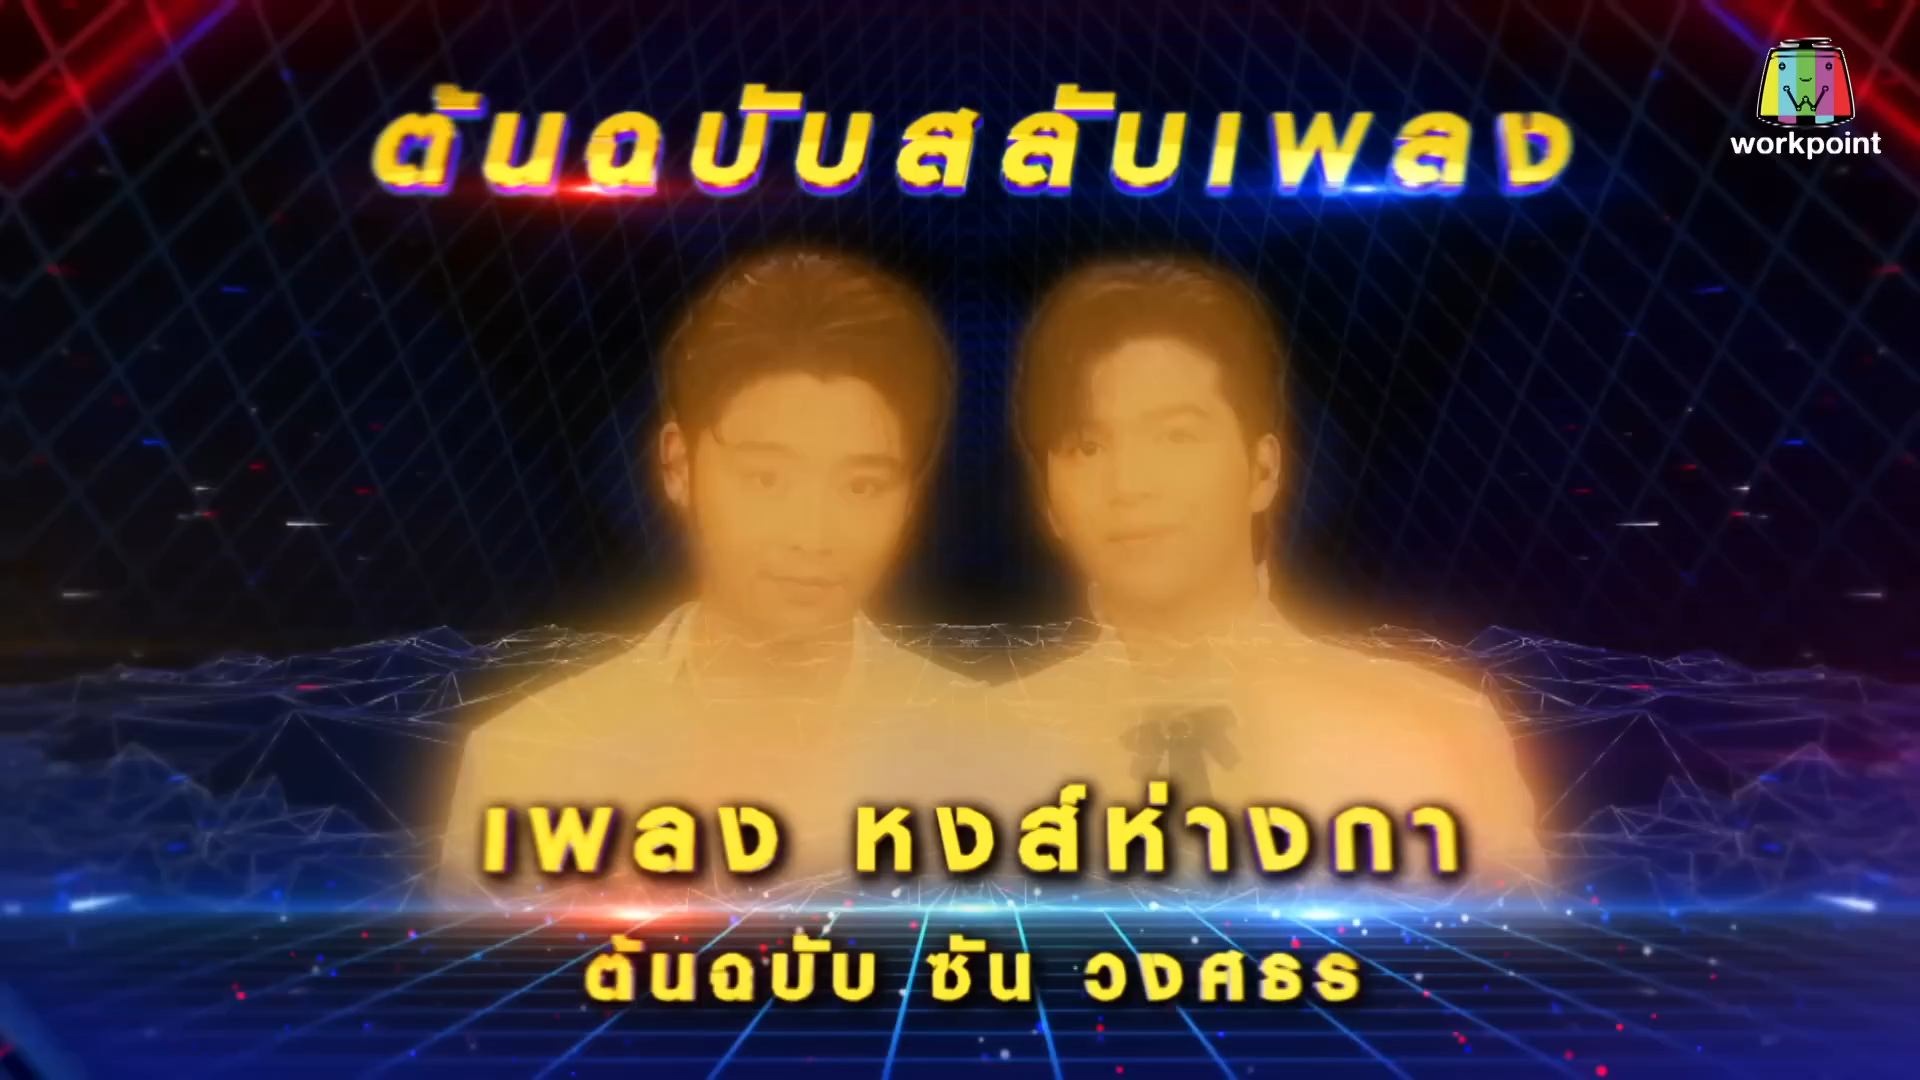 ต้นฉบับสลับเพลง
workpoint
เพลง หงส์ห่างกา
ต้นฉบับ ซัน วงศธร